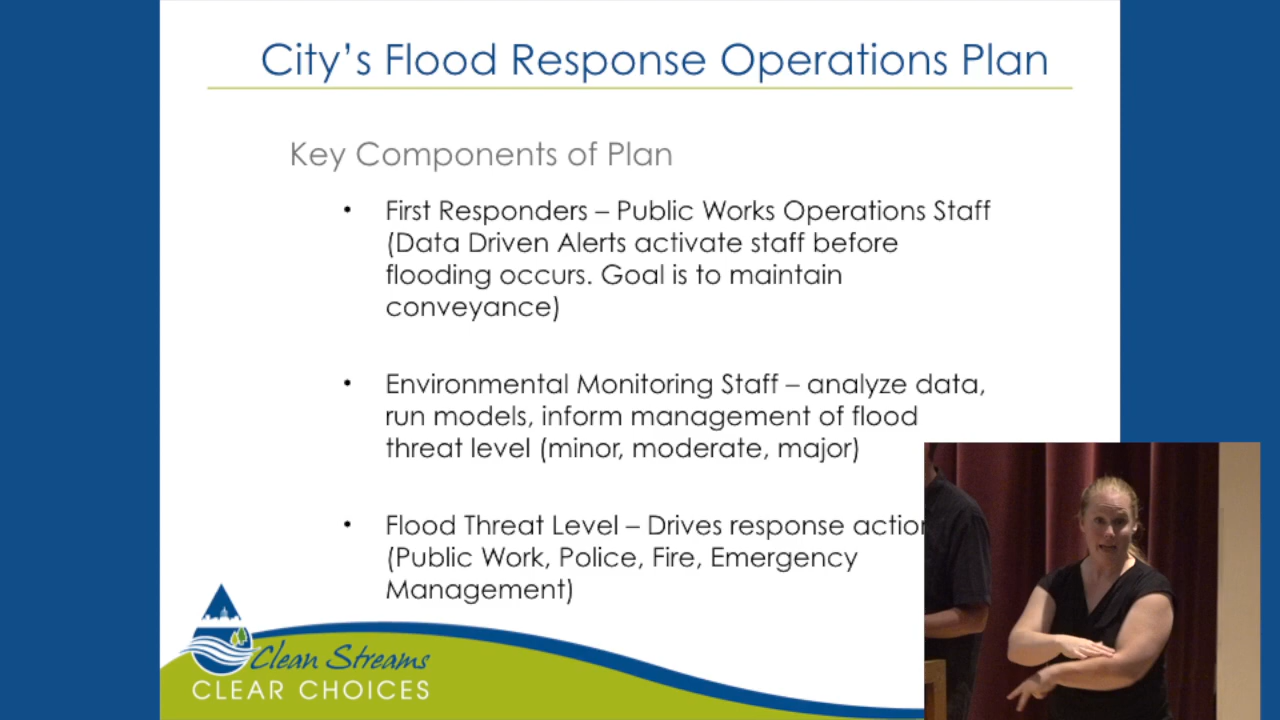 City's Flood Response Operations Plan
Key Components of Plan
• First Responders – Public Works Operations Staff
(Data Driven Alerts activate staff before
flooding occurs. Goal is to maintain
conveyance)
• Environmental Monitoring Staff – analyze data,
run models, inform management of flood
threat level (minor, moderate, major)
• Flood Threat Level – Drives response
(Public Work, Police, Fire, Emergency
Management)
Clean Streams
CLEAR CHOICES